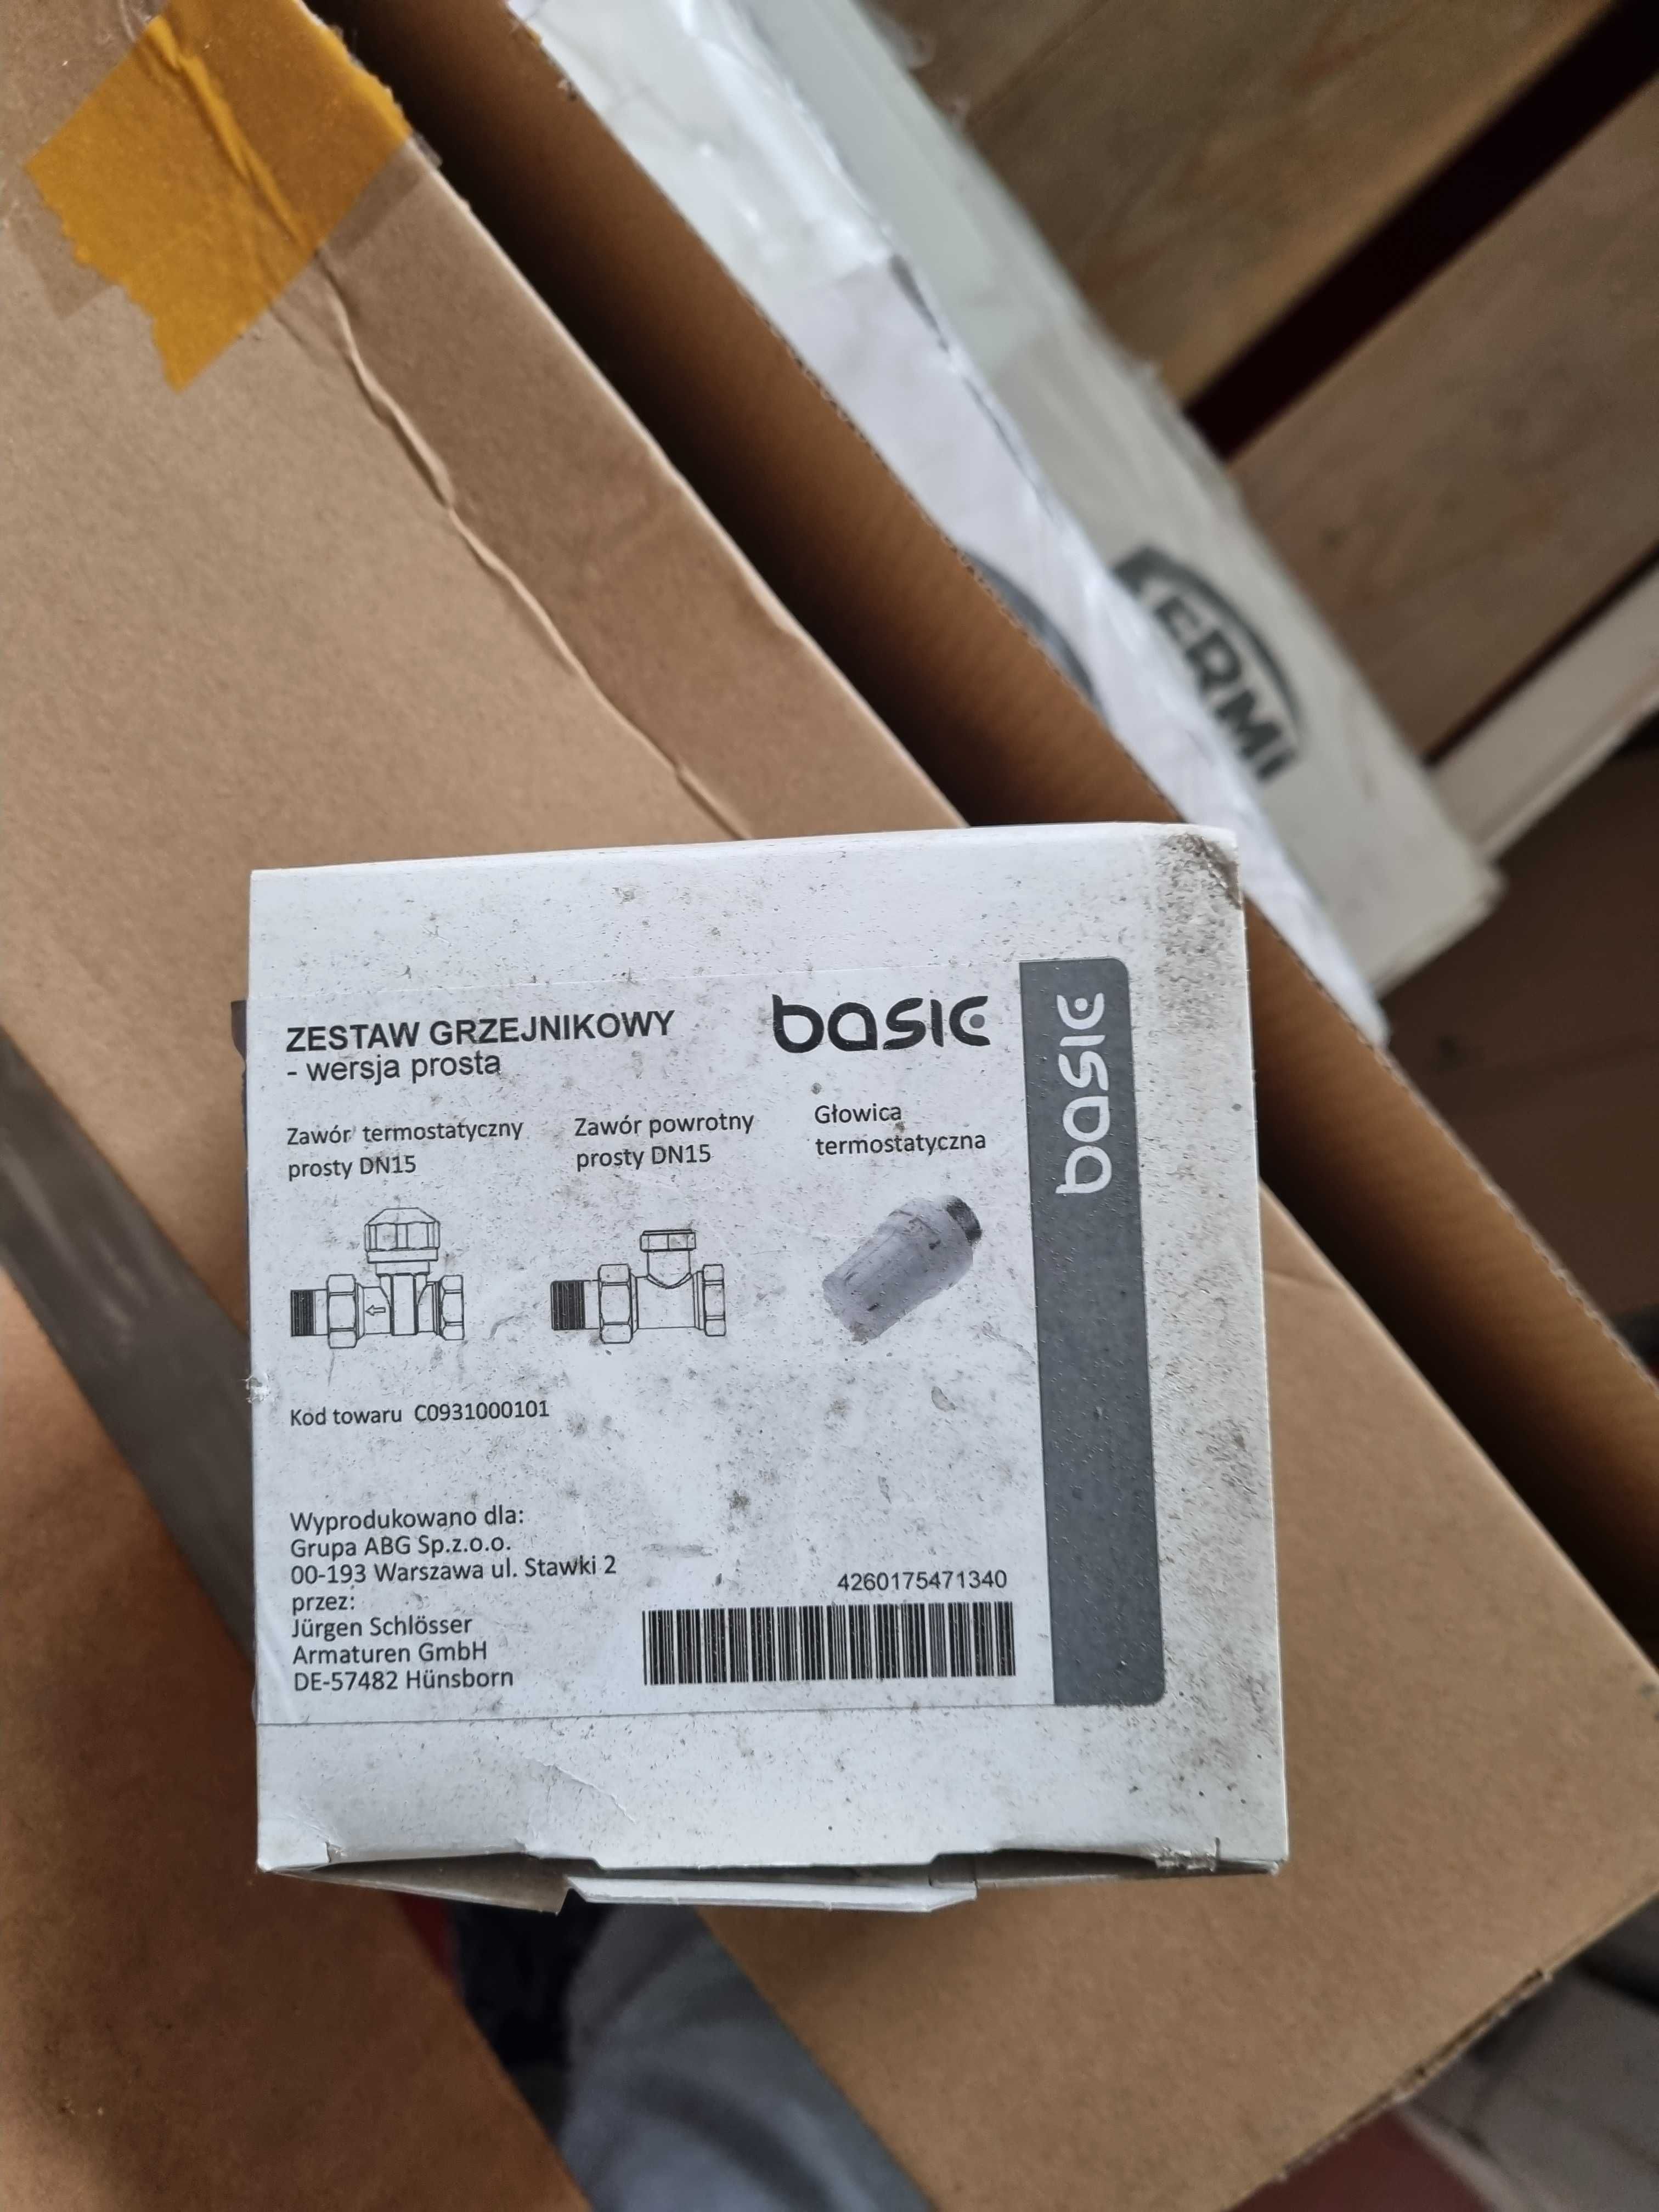 KERMI
ZESTAW GRZEJNIKOWY
- wersja prosta
basic
basic
Zawór termostatyczny
prosty DN15
Zawór powrotny
prosty DN15
Głowica
termostatyczna
Kod towaru C0931000101
Wyprodukowano dla:
Grupa ABG Sp.z.o.o.
00-193 Warszawa ul. Stawki 2
przez:
Jürgen Schlösser
Armaturen GmbH
DE-57482 Hünsborn
4260175471340